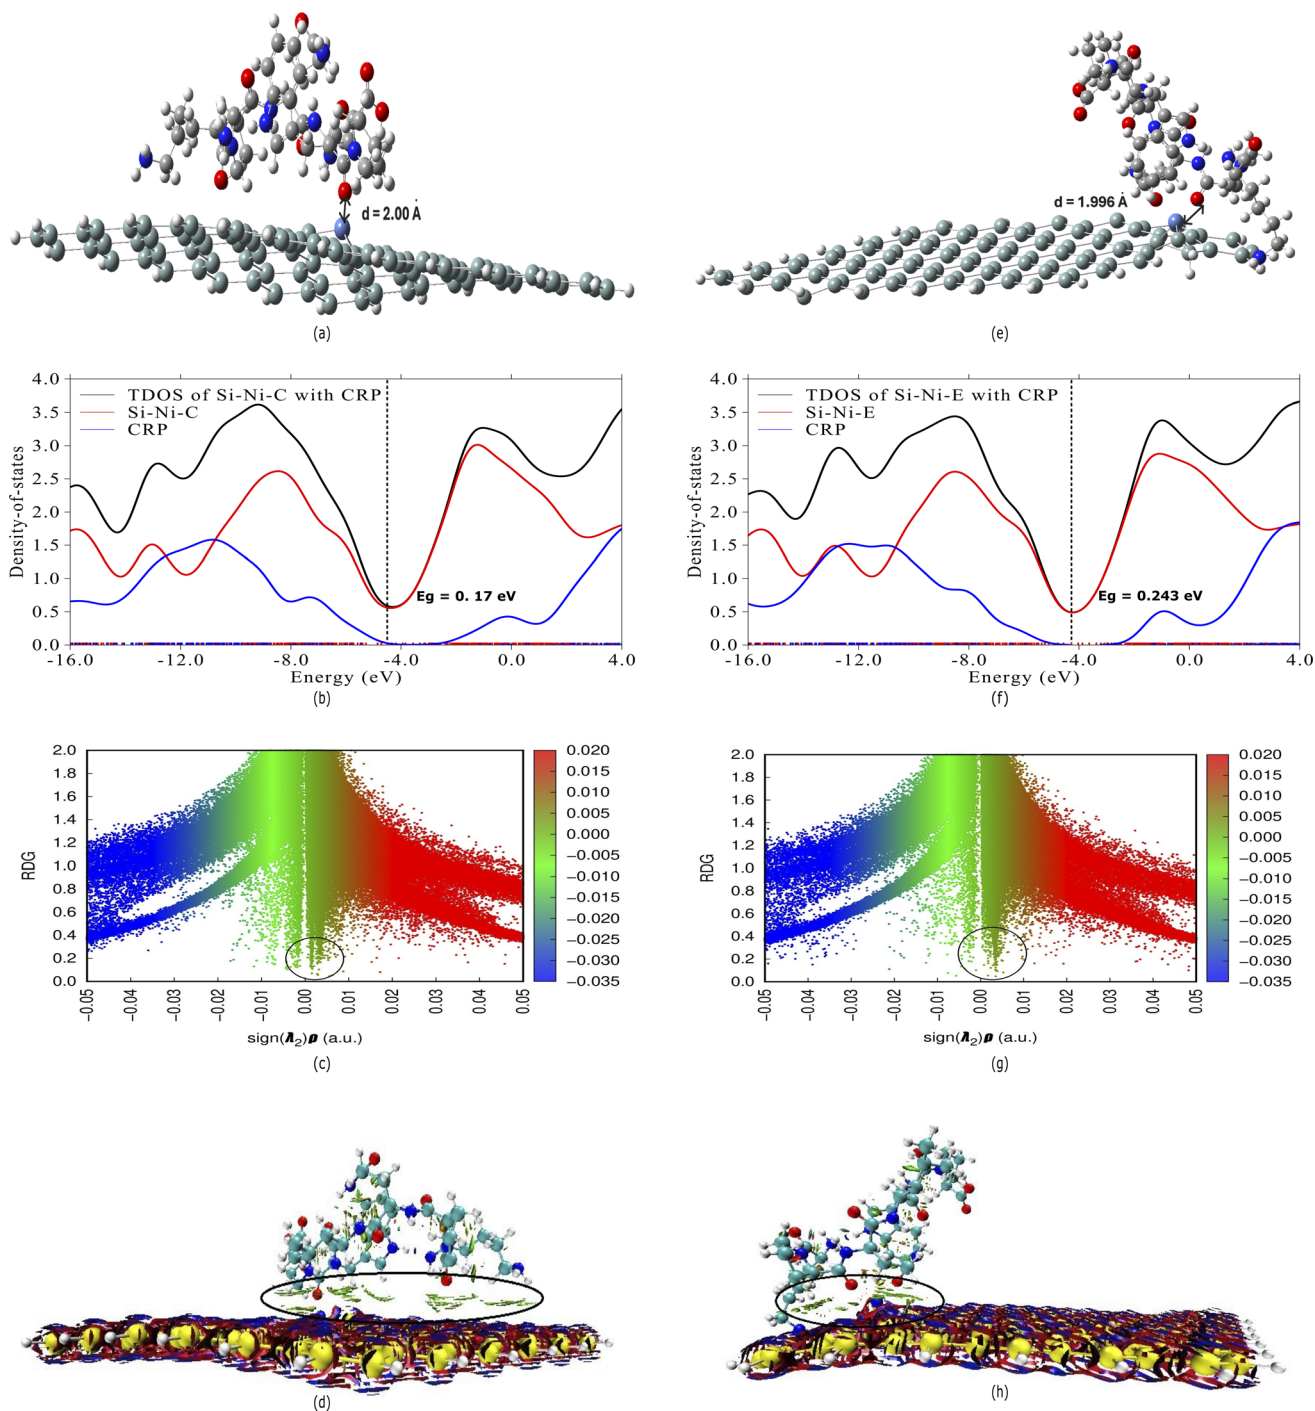 d = 2.00 Å
(a)
d = 1.996 Å
(e)
4.0
3.5
3.0
2.5
2.0
1.5
1.0
0.5
0.0
Density-of-states
TDOS of Si-Ni-C with CRP
Si-Ni-C
CRP
Eg = 0. 17 eV
-16.0 -12.0 -8.0 -4.0 0.0 4.0
Energy (eV)
(b)
4.0
3.5
3.0
2.5
2.0
1.5
1.0
0.5
0.0
Density-of-states
TDOS of Si-Ni-E with CRP
Si-Ni-E
CRP
Eg = 0.243 eV
-16.0 -12.0 -8.0 -4.0 0.0 4.0
Energy (eV)
(f)
2.0
1.8
1.6
1.4
1.2
1.0
0.8
0.6
0.4
0.2
0.0
RDG
-0.05 -0.04 -0.03 -0.02 -0.01 0.00 0.01 0.02 0.03 0.04 0.05
sign(λ₂)ρ (a.u.)
0.020
0.015
0.010
0.005
0.000
−0.005
−0.010
−0.015
−0.020
−0.025
−0.030
−0.035
(c)
2.0
1.8
1.6
1.4
1.2
1.0
0.8
0.6
0.4
0.2
0.0
RDG
-0.05 -0.04 -0.03 -0.02 -0.01 0.00 0.01 0.02 0.03 0.04 0.05
sign(λ₂)ρ (a.u.)
0.020
0.015
0.010
0.005
0.000
−0.005
−0.010
−0.015
−0.020
−0.025
−0.030
−0.035
(g)
(d)
(h)